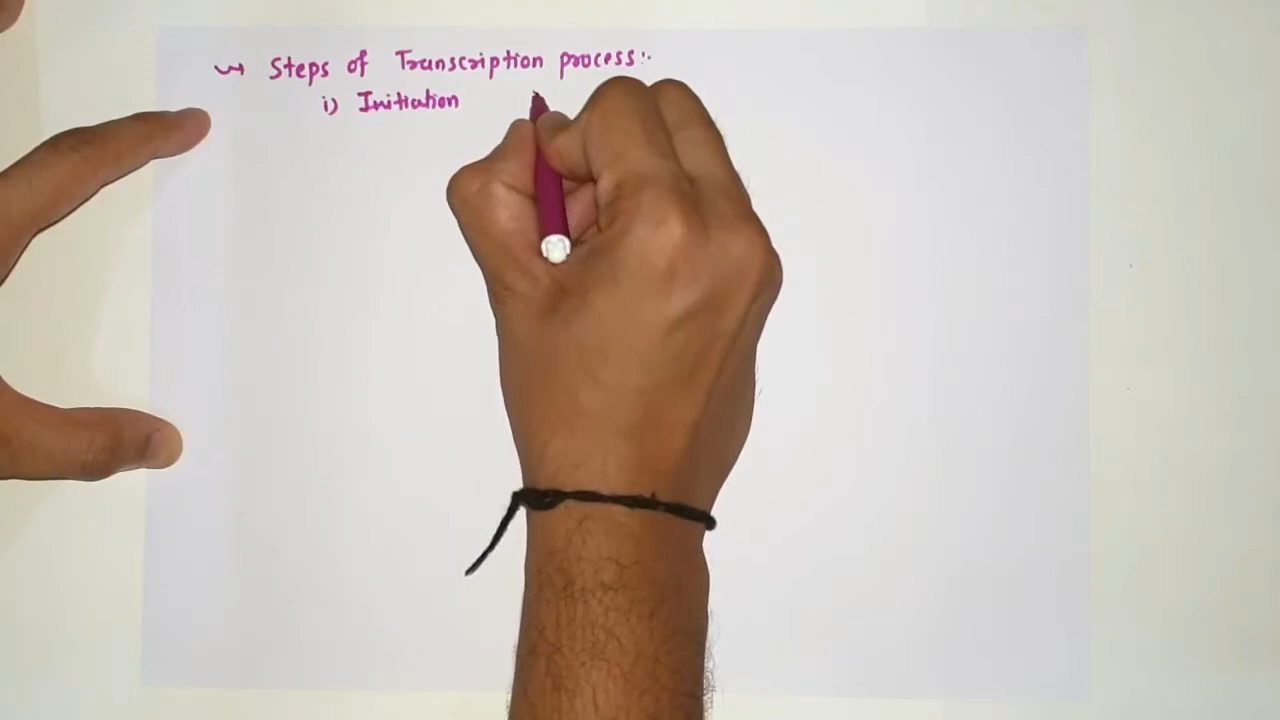 Steps of Transcription process:-
i) Initiation